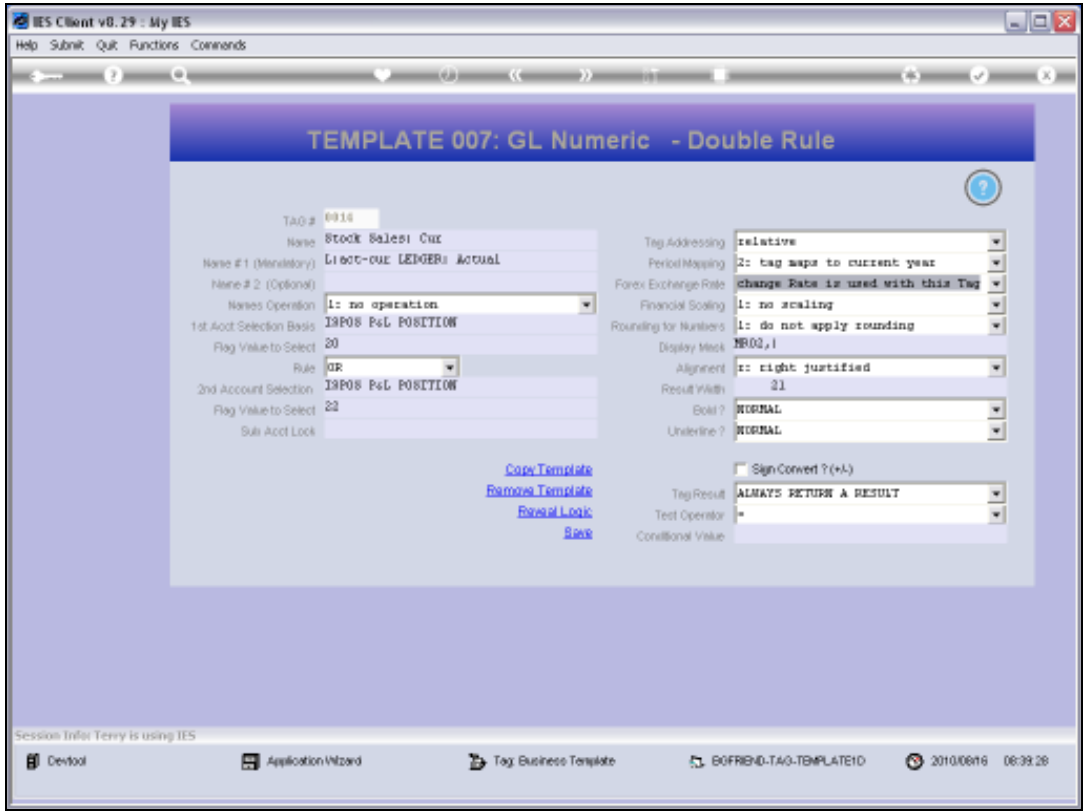 IES Client v8.29 : My IES
Help Submit Quit Functions Commands
TEMPLATE 007: GL Numeric - Double Rule
TAG # 0016
Name Stock Sales: Cur
Name # 1 (Mandatory) L:act-cur LEDGER: Actual
Name # 2 (Optional)
Names Operation 1: no operation
1st Acct Selection Basis ISPOS P&L POSITION
Flag Value to Select 20
Rule OR
2nd Account Selection ISPOS P&L POSITION
Flag Value to Select 22
Sub Acct Lock
Tag Addressing relative
Period Mapping 2: tag maps to current year
Forex Exchange Rate change Rate is used with this Tag
Financial Scaling 1: no scaling
Rounding for Numbers 1: do not apply rounding
Display Mask MR02,|
Alignment r: right justified
Result Width 21
Bold ? NORMAL
Underline ? NORMAL
Copy Template
Remove Template
Reveal Logic
Save
Sign Convert ? (+/-)
Tag Result ALWAYS RETURN A RESULT
Test Operator =
Conditional Value
Session Info: Terry is using IES
Devtool Application Wizard Tag: Business Template BGFRIEND-TAG-TEMPLATE1D 2010/08/16 08:39:28